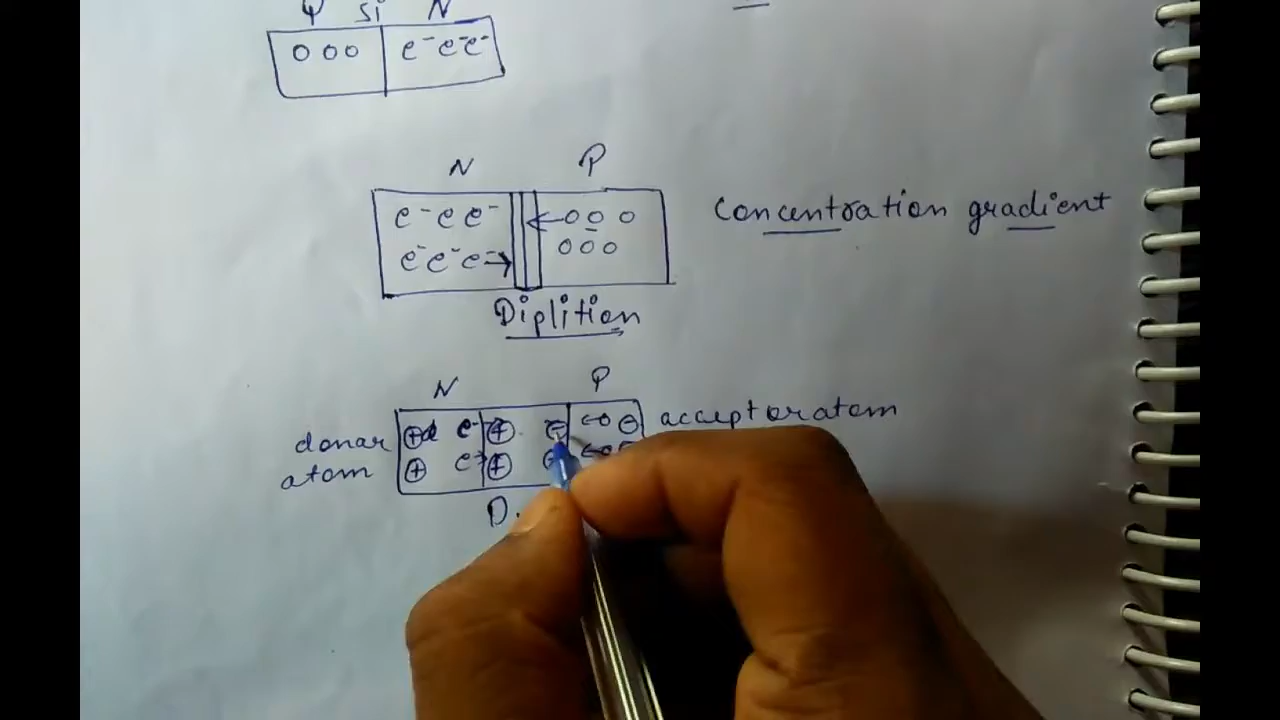 P Si N
o o o e⁻ e⁻ e⁻
N P
e⁻ e e⁻ ← o o o
e⁻ e⁻ e → o o o
Concentration gradient
Diplition
N P
donar
atom
⊕ e⁻ ⊕ ⊖ ←o ⊖
⊕ e ⊕
acceptor atom
D.